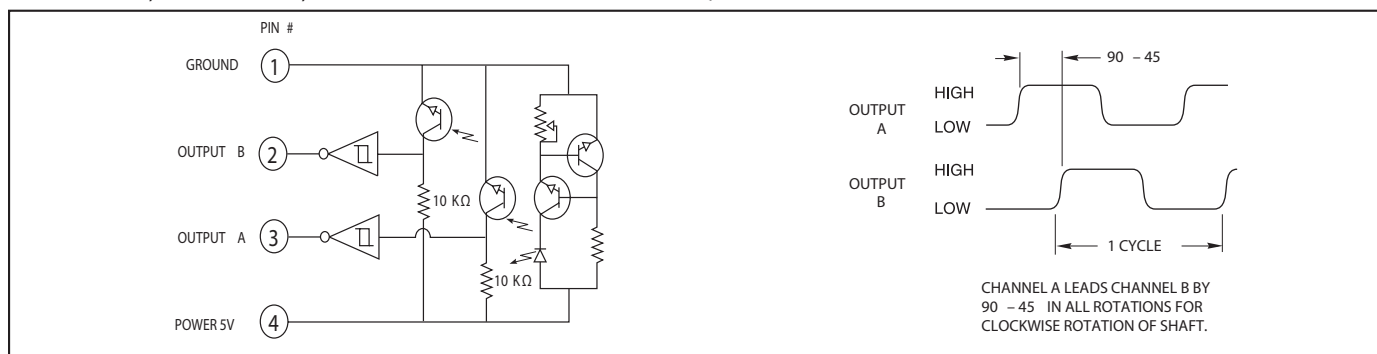 PIN #
GROUND 1
OUTPUT B 2
10 KΩ
OUTPUT A 3
10 KΩ
POWER 5V 4
90 – 45
OUTPUT
A
HIGH
LOW
OUTPUT
B
HIGH
LOW
1 CYCLE
CHANNEL A LEADS CHANNEL B BY
90 – 45 IN ALL ROTATIONS FOR
CLOCKWISE ROTATION OF SHAFT.